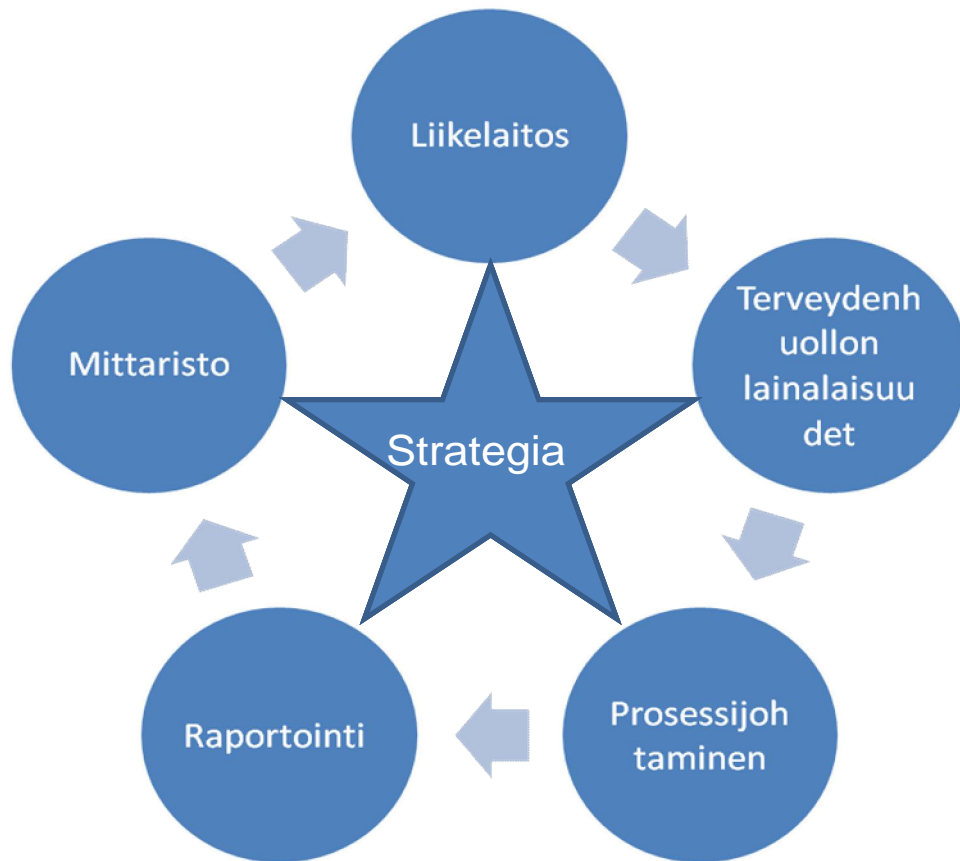 Liikelaitos
Terveydenh
uollon
lainalaisuu
det
Prosessijoh
taminen
Raportointi
Mittaristo
Strategia